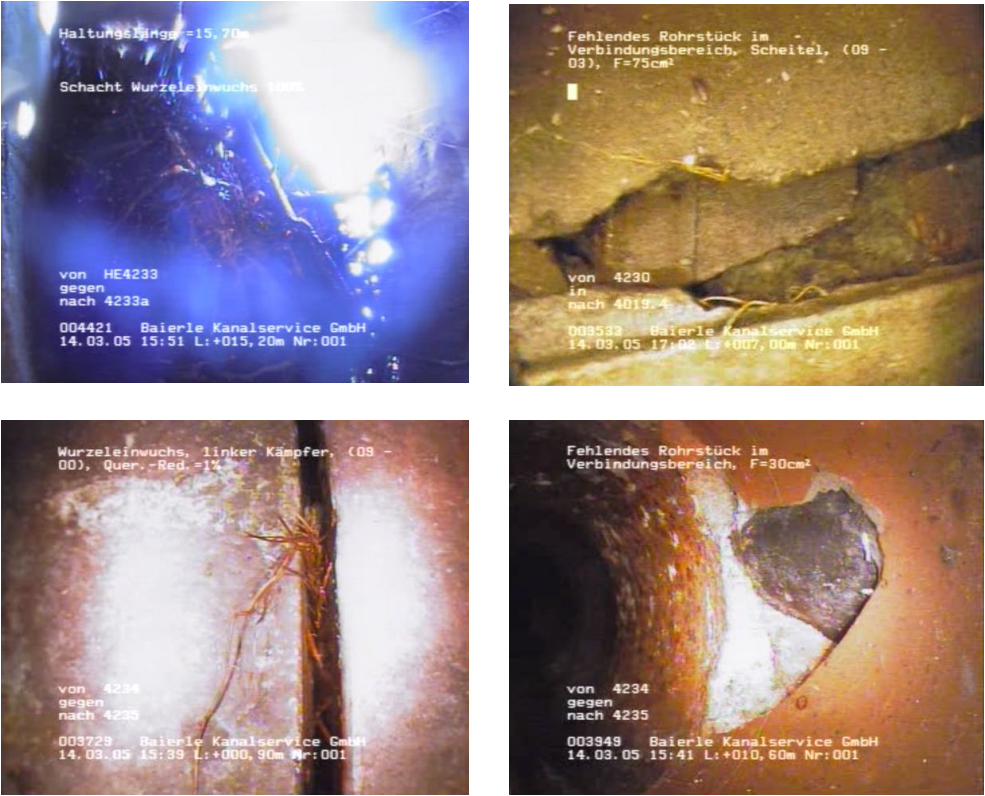 Haltungslänge =15,70m
Schacht Wurzeleinwuchs 100%
von HE4233
gegen
nach 4233a
004421 Baierle Kanalservice GmbH
14.03.05 15:51 L:+015,20m Nr:001
Fehlendes Rohrstück im -
Verbindungsbereich, Scheitel, (09 -
03), F=75cm²
von 4230
in
nach 4019.4
003533 Baierle Kanalservice GmbH
14.03.05 17:02 L:+007,00m Nr:001
Wurzeleinwuchs, linker Kämpfer, (09 -
00), Quer.-Red.=1%
von 4234
gegen
nach 4235
003729 Baierle Kanalservice GmbH
14.03.05 15:39 L:+000,90m Nr:001
Fehlendes Rohrstück im
Verbindungsbereich, F=30cm²
von 4234
gegen
nach 4235
003949 Baierle Kanalservice GmbH
14.03.05 15:41 L:+010,60m Nr:001